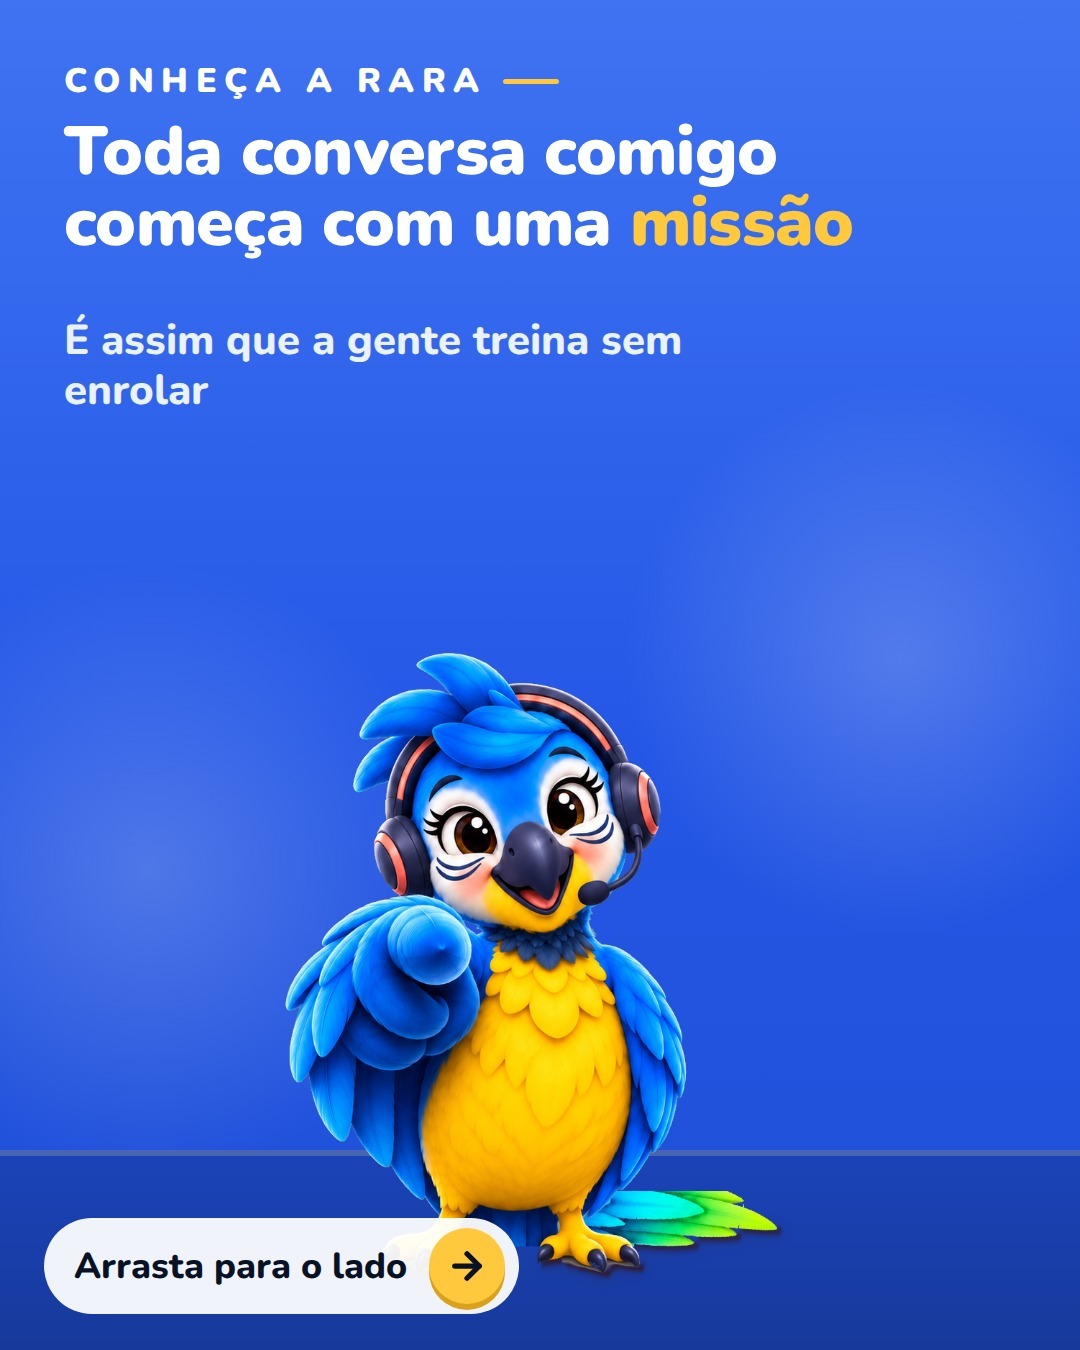 CONHEÇA A RARA
Toda conversa comigo
começa com uma missão
É assim que a gente treina sem
enrolar
Arrasta para o lado